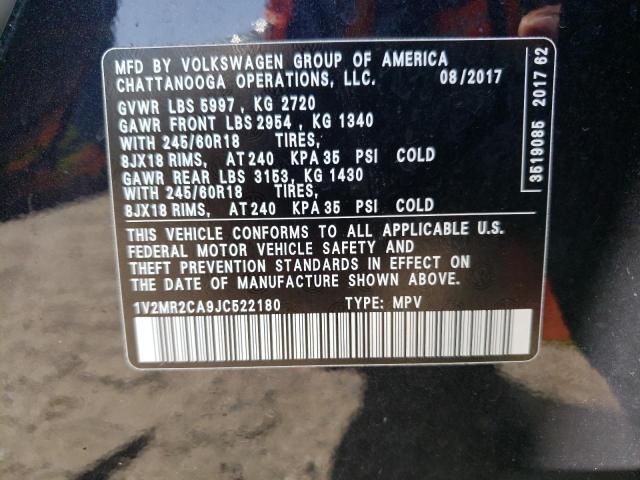 MFD BY VOLKSWAGEN GROUP OF AMERICA
CHATTANOOGA OPERATIONS, LLC. 08/2017
GVWR LBS 5997 , KG 2720
GAWR FRONT LBS 2954 , KG 1340
WITH 245/60R18 TIRES,
8JX18 RIMS, AT 240 KPA 35 PSI COLD
GAWR REAR LBS 3153, KG 1430
WITH 245/60R18 TIRES,
8JX18 RIMS, AT 240 KPA 35 PSI COLD
THIS VEHICLE CONFORMS TO ALL APPLICABLE U.S.
FEDERAL MOTOR VEHICLE SAFETY AND
THEFT PREVENTION STANDARDS IN EFFECT ON
THE DATE OF MANUFACTURE SHOWN ABOVE.
1V2MR2CA9JC522180 TYPE: MPV
3519085 2017 62